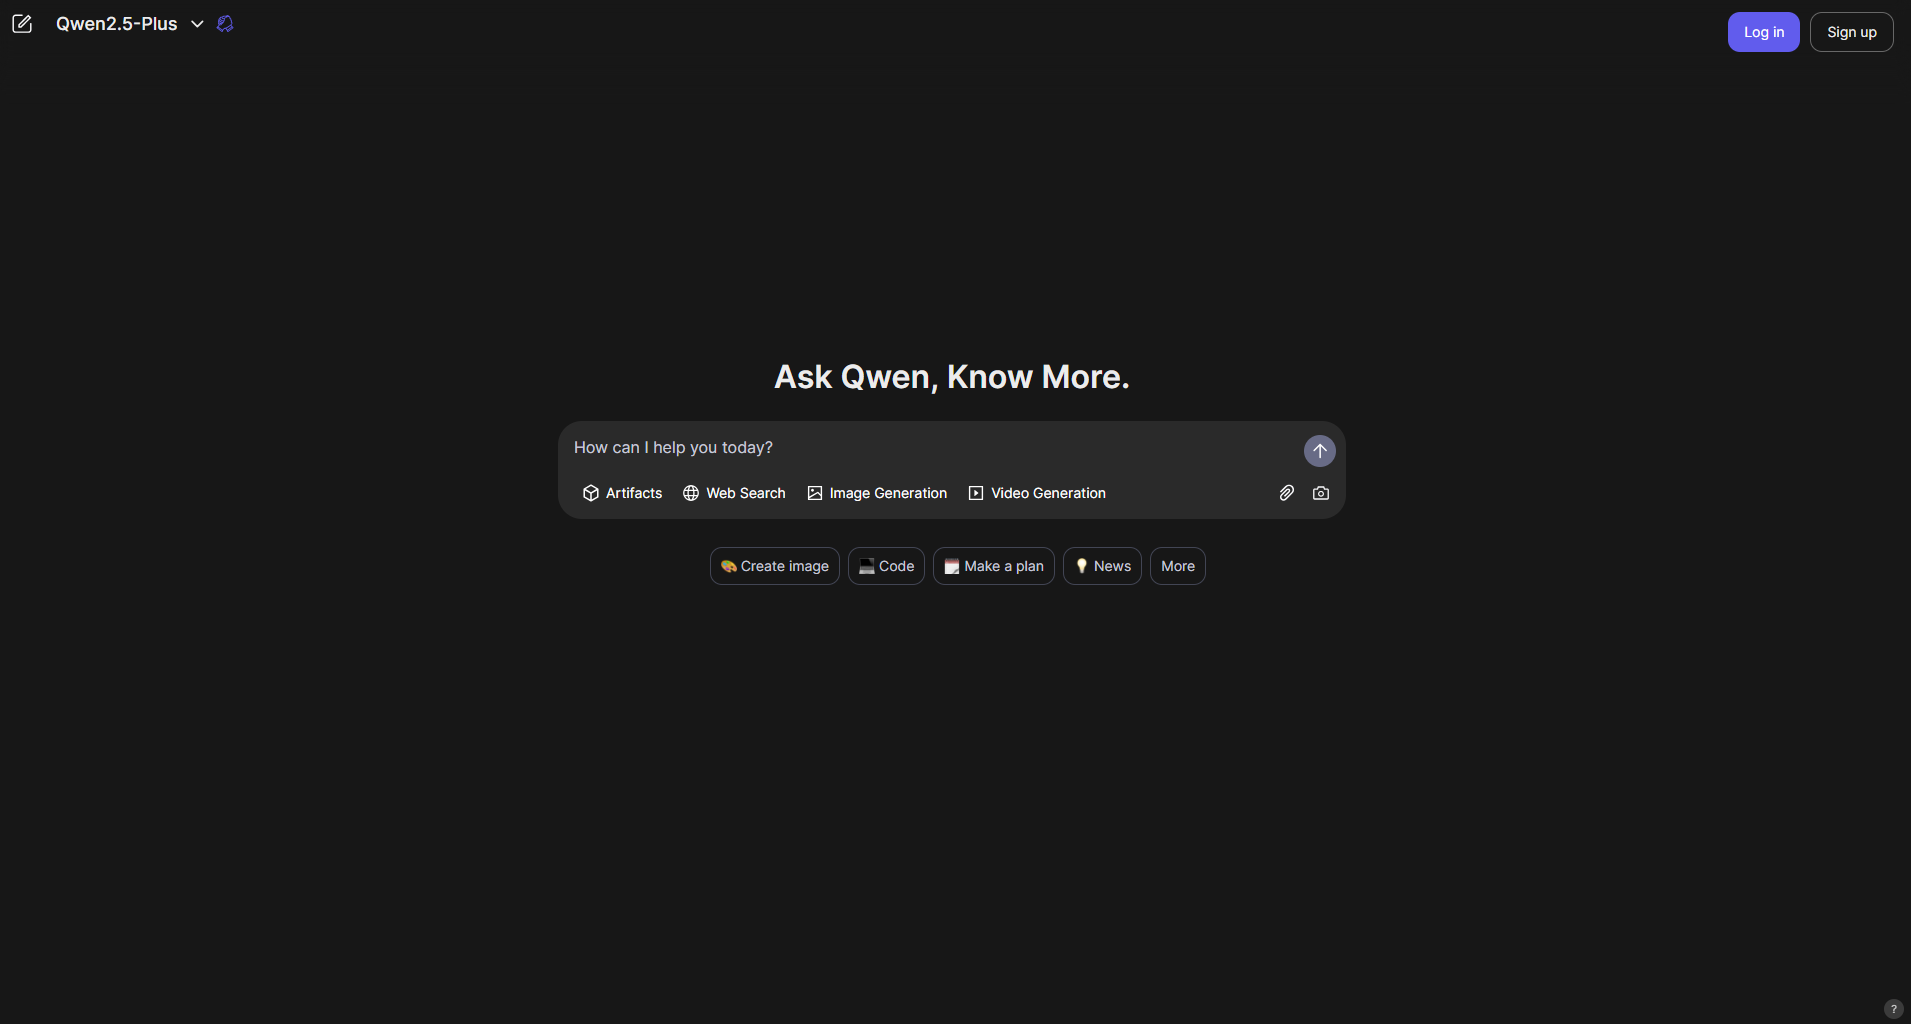 Qwen2.5-Plus
Log in
Sign up
Ask Qwen, Know More.
How can I help you today?
Artifacts Web Search Image Generation Video Generation
Create image Code Make a plan News More
?